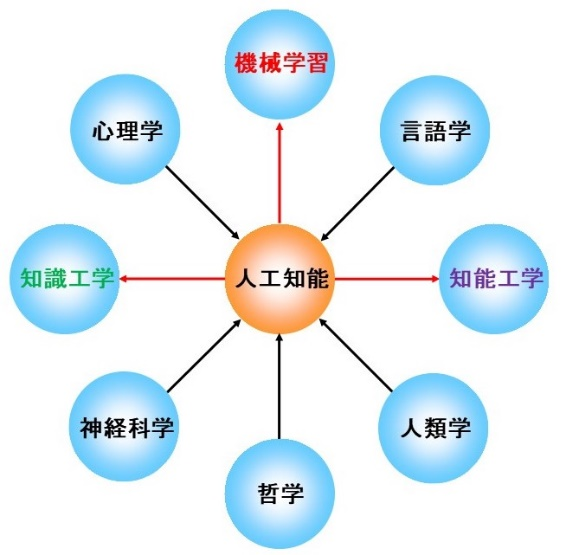 機械学習
心理学
言語学
知識工学
人工知能
知能工学
神経科学
人類学
哲学